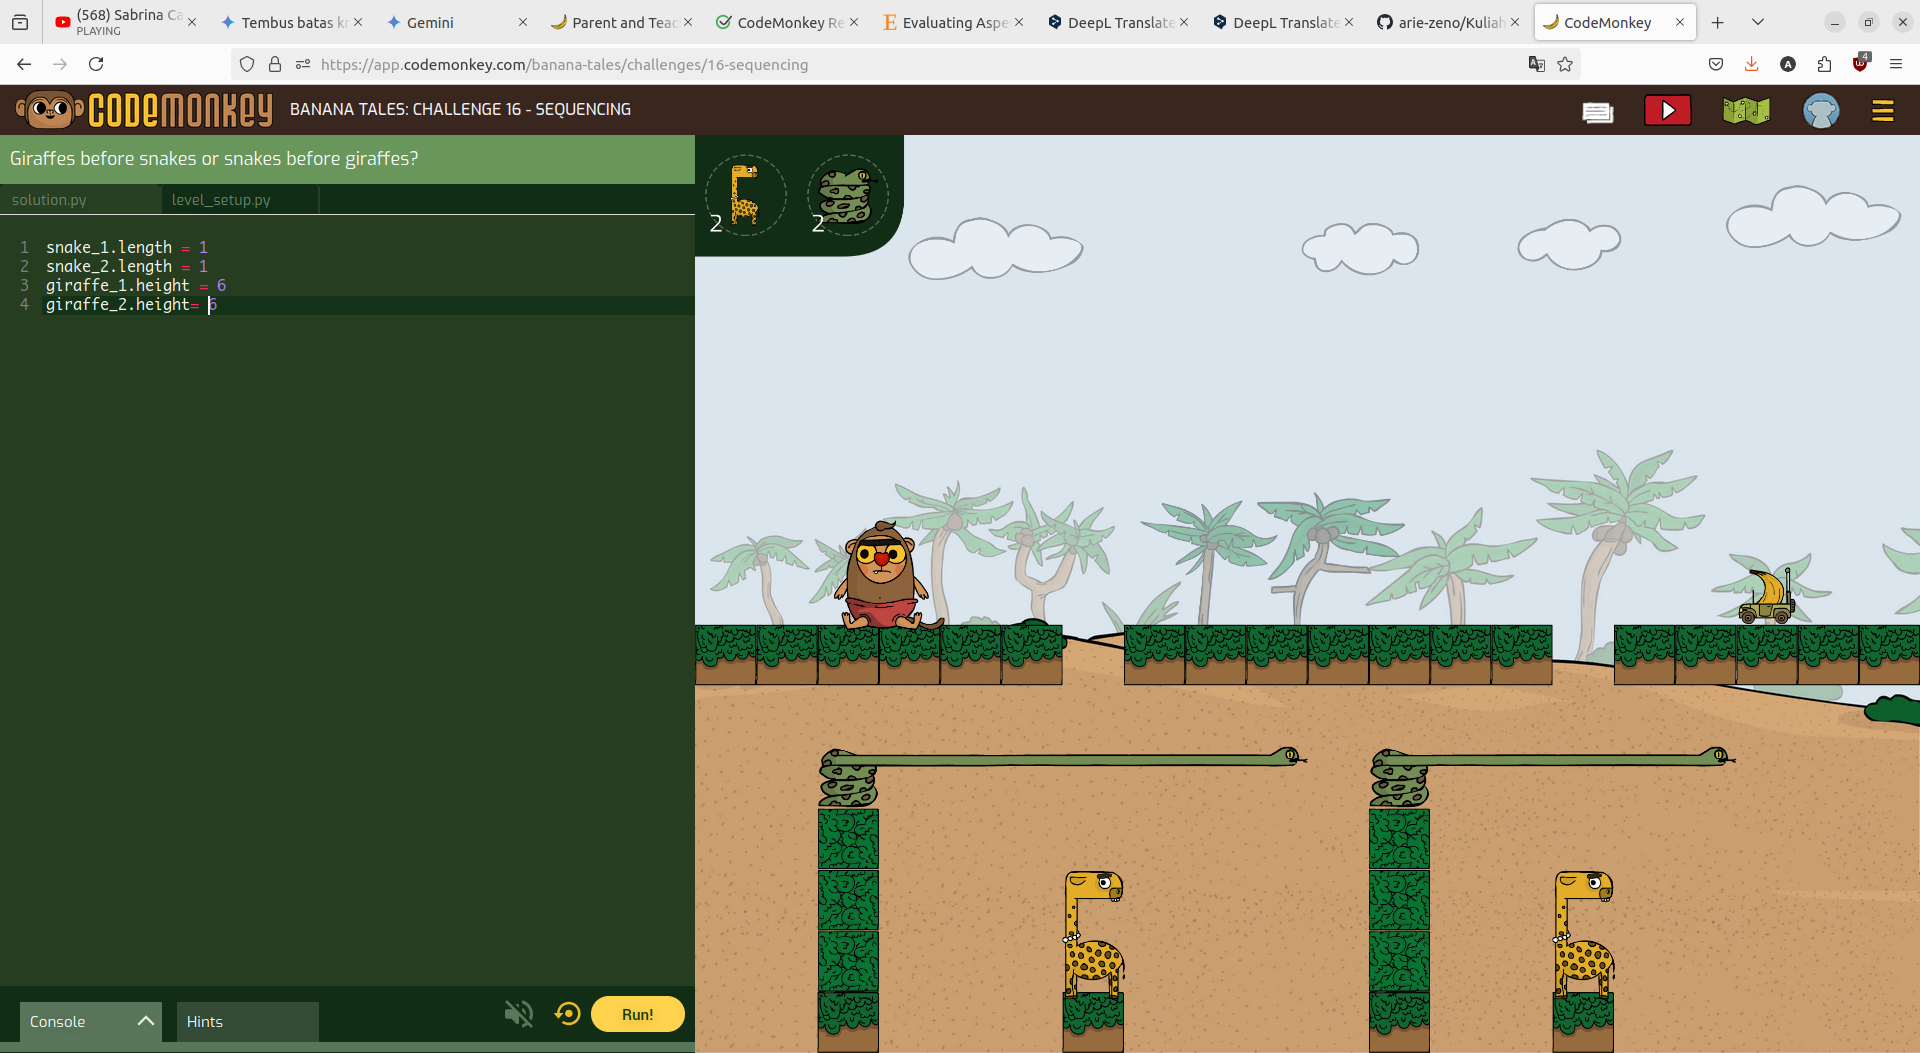 (568) Sabrina Ca
PLAYING
Tembus batas k
Gemini
Parent and Teac
CodeMonkey Re
Evaluating Aspe
DeepL Translate
DeepL Translate
arie-zeno/Kuliah
CodeMonkey
https://app.codemonkey.com/banana-tales/challenges/16-sequencing
4
CODEMONKEY
BANANA TALES: CHALLENGE 16 - SEQUENCING
Giraffes before snakes or snakes before giraffes?
solution.py
level_setup.py
2
2
1 snake_1.length = 1
2 snake_2.length = 1
3 giraffe_1.height = 6
4 giraffe_2.height= 6
Console
Hints
Run!